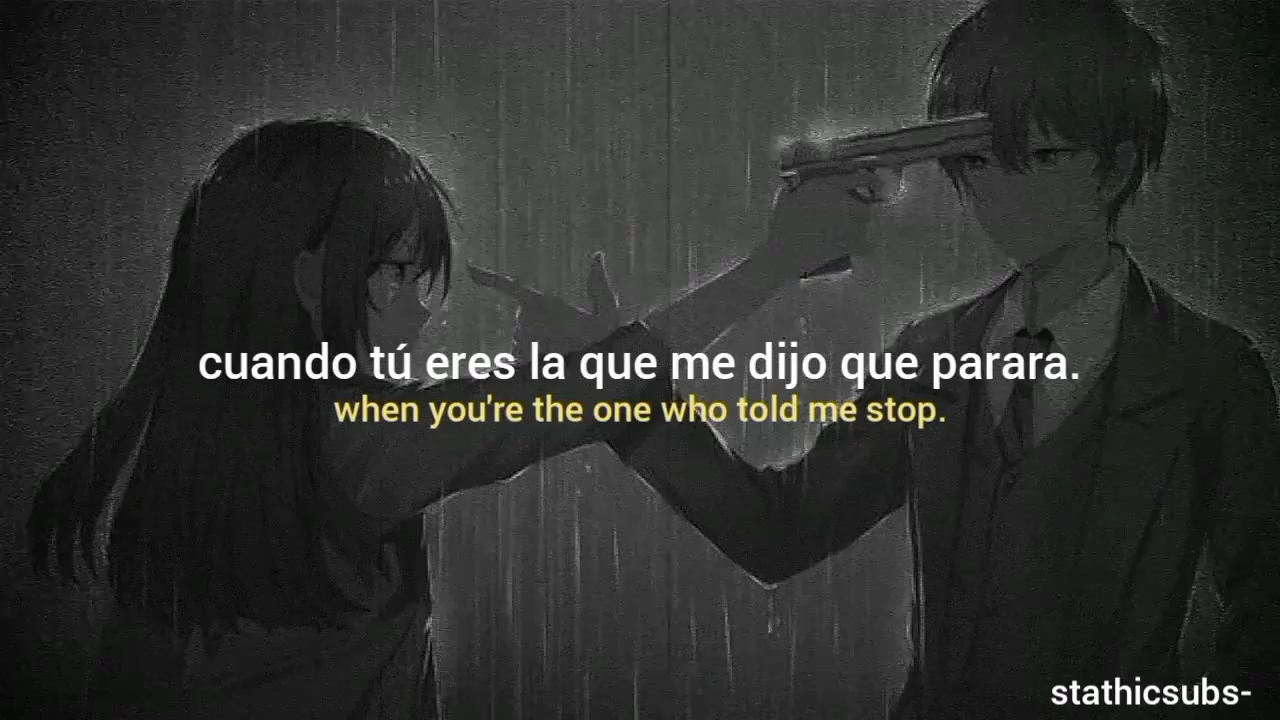 cuando tú eres la que me dijo que parara.
when you're the one who told me stop.
stathicsubs-